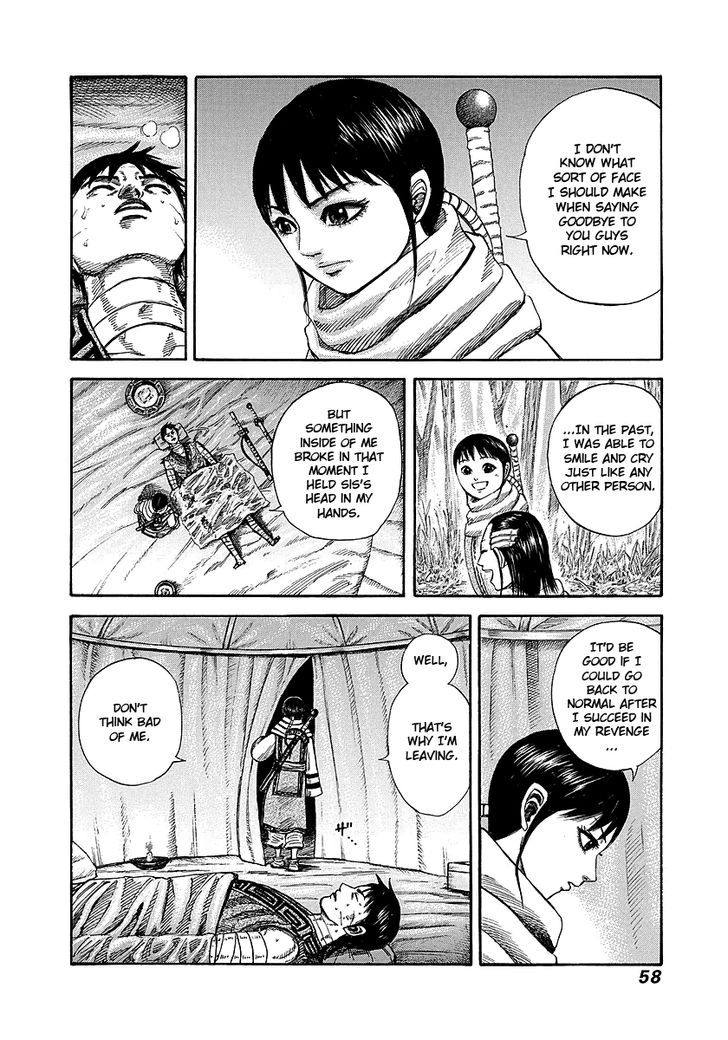 I DON'T
KNOW WHAT
SORT OF FACE
I SHOULD MAKE
WHEN SAYING
GOODBYE TO
YOU GUYS
RIGHT NOW.
...IN THE PAST,
I WAS ABLE TO
SMILE AND CRY
JUST LIKE ANY
OTHER PERSON.
BUT
SOMETHING
INSIDE OF ME
BROKE IN THAT
MOMENT I
HELD SIS'S
HEAD IN MY
HANDS.
IT'D BE
GOOD IF I
COULD GO
BACK TO
NORMAL AFTER
I SUCCEED IN
MY REVENGE
...
WELL,
THAT'S
WHY I'M
LEAVING.
ザ"...
DON'T
THINK BAD
OF ME.
58